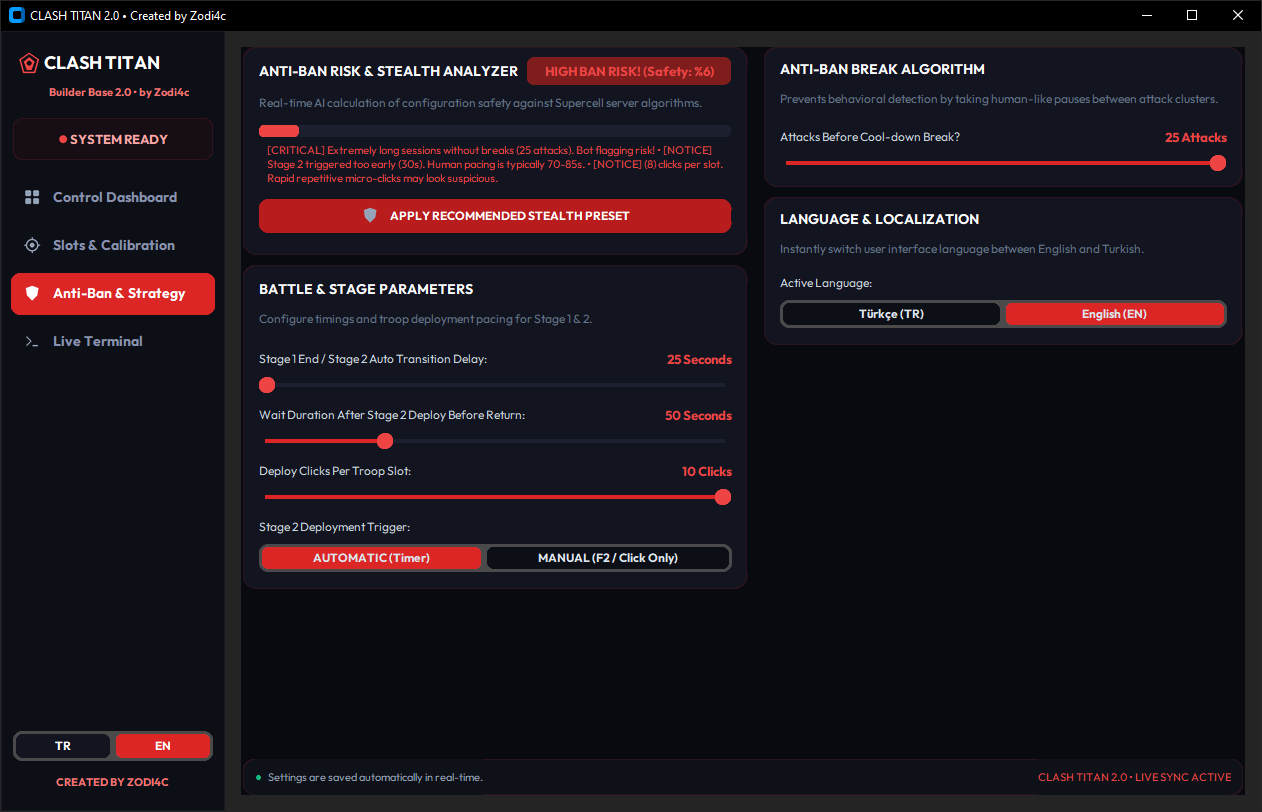 CLASH TITAN 2.0 • Created by Zodi4c
CLASH TITAN
Builder Base 2.0 • by Zodi4c
SYSTEM READY
Control Dashboard
Slots & Calibration
Anti-Ban & Strategy
Live Terminal
TR
EN
CREATED BY ZODI4C
ANTI-BAN RISK & STEALTH ANALYZER
HIGH BAN RISK! (Safety: %6)
Real-time AI calculation of configuration safety against Supercell server algorithms.
[CRITICAL] Extremely long sessions without breaks (25 attacks). Bot flagging risk! • [NOTICE]
Stage 2 triggered too early (30s). Human pacing is typically 70-85s. • [NOTICE] (8) clicks per slot.
Rapid repetitive micro-clicks may look suspicious.
APPLY RECOMMENDED STEALTH PRESET
BATTLE & STAGE PARAMETERS
Configure timings and troop deployment pacing for Stage 1 & 2.
Stage 1 End / Stage 2 Auto Transition Delay:
25 Seconds
Wait Duration After Stage 2 Deploy Before Return:
50 Seconds
Deploy Clicks Per Troop Slot:
10 Clicks
Stage 2 Deployment Trigger:
AUTOMATIC (Timer)
MANUAL (F2 / Click Only)
ANTI-BAN BREAK ALGORITHM
Prevents behavioral detection by taking human-like pauses between attack clusters.
Attacks Before Cool-down Break?
25 Attacks
LANGUAGE & LOCALIZATION
Instantly switch user interface language between English and Turkish.
Active Language:
Türkçe (TR)
English (EN)
Settings are saved automatically in real-time.
CLASH TITAN 2.0 • LIVE SYNC ACTIVE